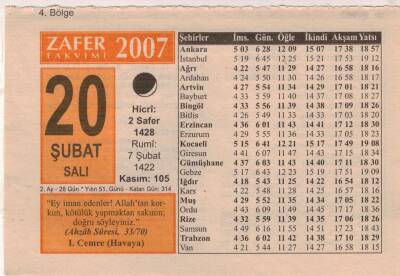 4. Bölge
ZAFER
TAKVİMİ
2007
20
ŞUBAT
SALI
Hicrî:
2 Safer
1428
Rumî:
7 Şubat
1422
Kasım: 105
2. Ay - 28 Gün * Yılın 51. Günü - Kalan Gün: 314
"Ey iman edenler! Allah'tan kor-
kun, kötülük yapmaktan sakının;
doğru söyleyiniz."
(Ahzâb Sûresi, 33/70)
I. Cemre (Havaya)
Şehirler İms. Gün. Öğle İkindi Akşam Yatsı
Ankara 5 03 6 28 12 09 15 07 17 38 18 57
İstanbul 5 19 6 45 12 25 15 21 17 53 19 12
Ağrı 4 22 5 47 11 29 14 27 16 58 18 16
Ardahan 4 24 5 50 11 30 14 26 16 58 18 17
Artvin 4 27 5 54 11 34 14 29 17 01 18 21
Bayburt 4 33 5 59 11 40 14 37 17 08 18 27
Bingöl 4 33 5 56 11 39 14 38 17 09 18 26
Bitlis 4 26 5 49 11 33 14 33 17 03 18 20
Erzincan 4 36 6 01 11 43 14 41 17 12 18 30
Erzurum 4 29 5 55 11 36 14 34 17 05 18 23
Kocaeli 5 15 6 41 12 21 15 17 17 49 19 08
Giresun 4 41 6 07 11 47 14 43 17 15 18 34
Gümüşhane 4 37 6 03 11 43 14 40 17 11 18 30
Gebze 5 17 6 43 12 23 15 19 17 51 19 10
Iğdır 4 18 5 43 11 25 14 22 16 54 18 12
Kars 4 22 5 48 11 28 14 25 16 57 18 16
Muş 4 29 5 52 11 35 14 34 17 05 18 22
Ordu 4 43 6 09 11 49 14 45 17 17 18 36
Rize 4 32 5 59 11 39 14 35 17 06 18 26
Samsun 4 49 6 16 11 55 14 51 17 23 18 43
Trabzon 4 36 6 02 11 42 14 38 17 10 18 29
Van 4 21 5 44 11 27 14 27 16 58 18 15